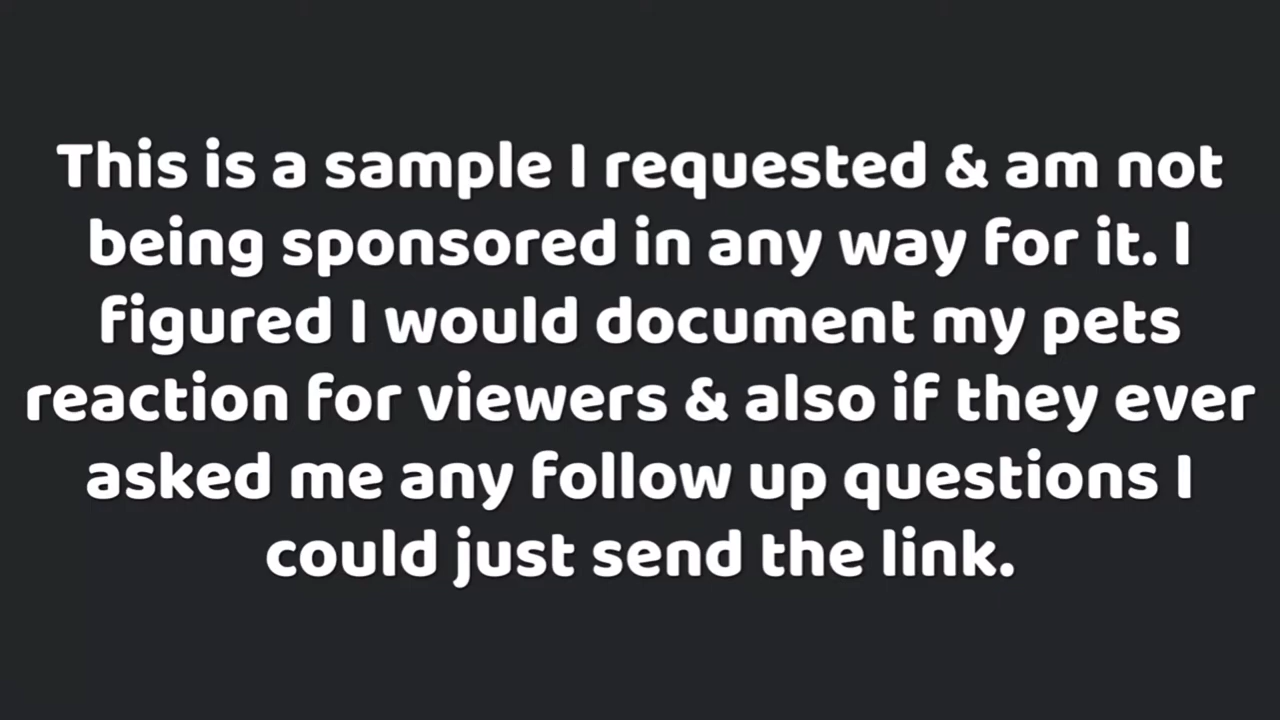 This is a sample I requested & am not
being sponsored in any way for it. I
figured I would document my pets
reaction for viewers & also if they ever
asked me any follow up questions I
could just send the link.